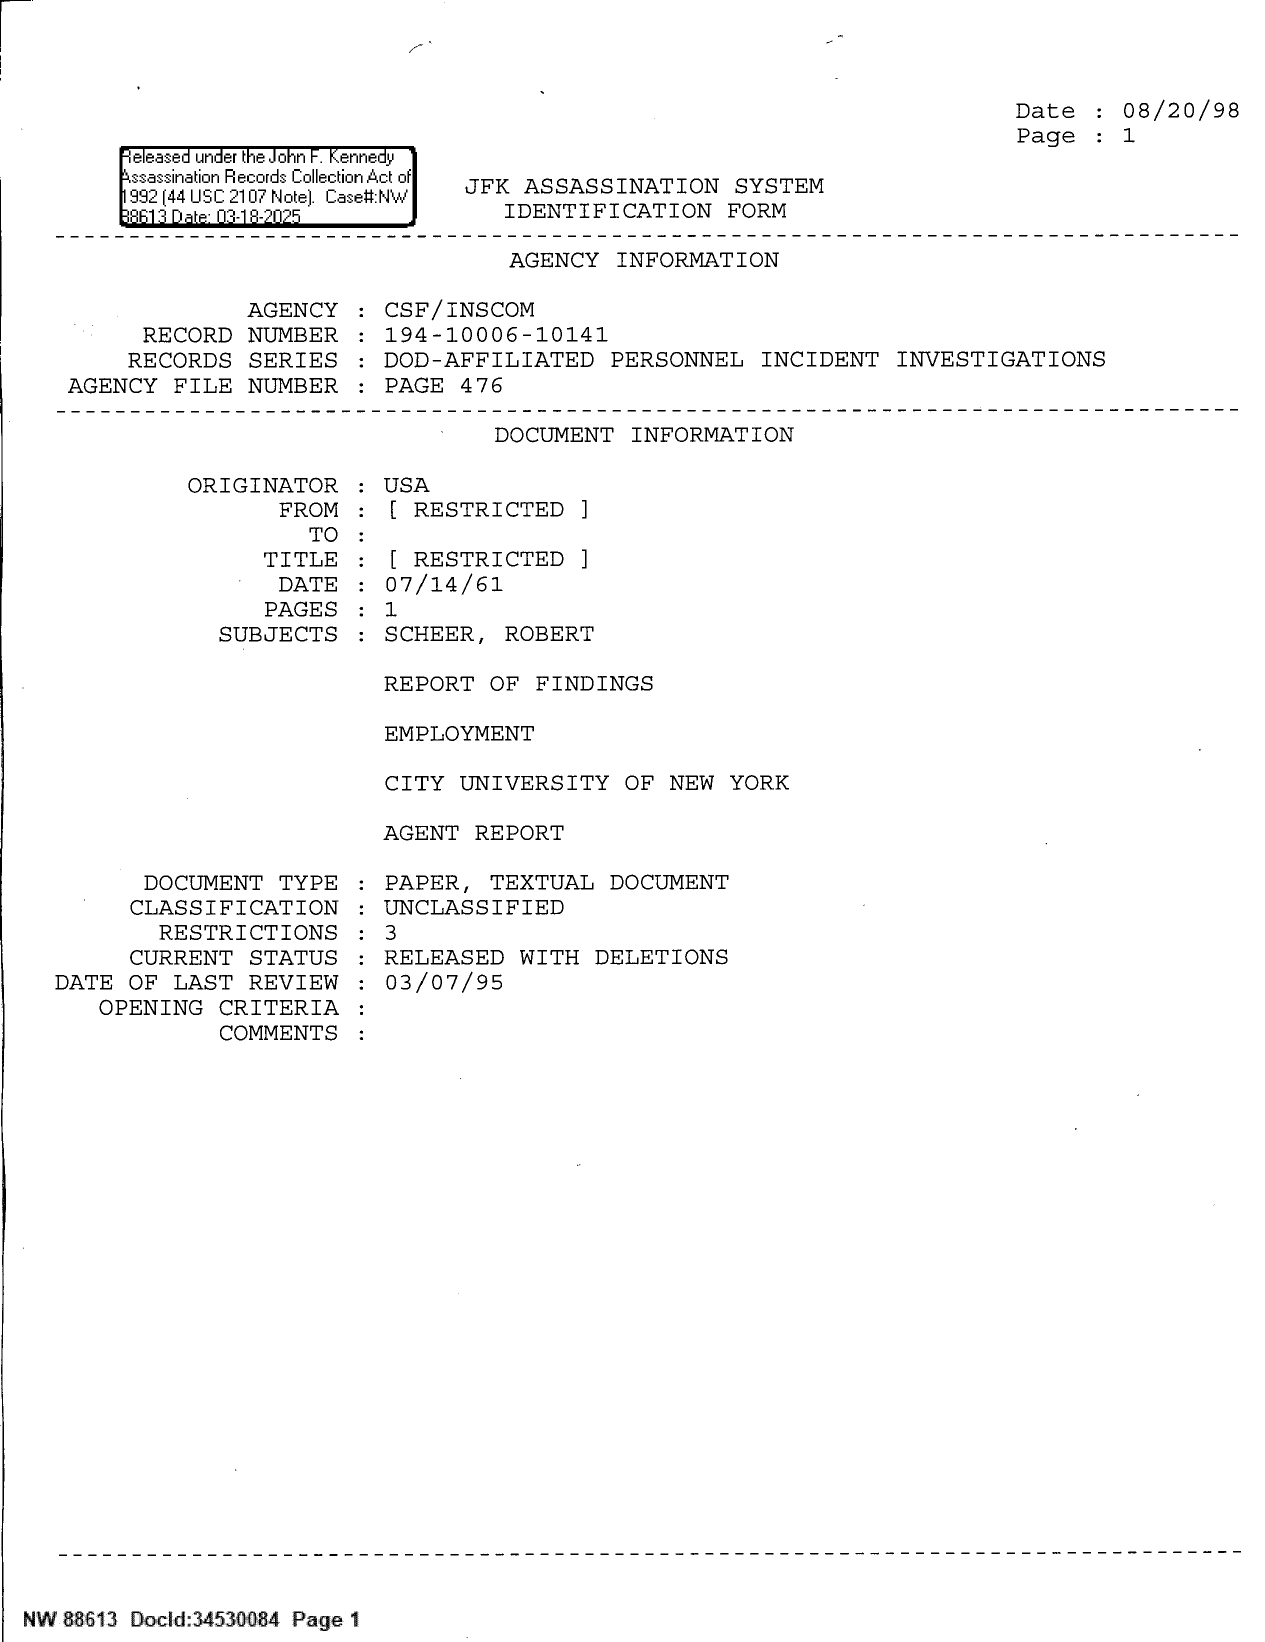 Date : 08/20/98
Page : 1
Released under the John F. Kennedy
Assassination Records Collection Act of
1992 (44 USC 2107 Note). Case#:NW
88613 Date: 03-18-2025
JFK ASSASSINATION SYSTEM
IDENTIFICATION FORM
AGENCY INFORMATION
AGENCY : CSF/INSCOM
RECORD NUMBER : 194-10006-10141
RECORDS SERIES : DOD-AFFILIATED PERSONNEL INCIDENT INVESTIGATIONS
AGENCY FILE NUMBER : PAGE 476
DOCUMENT INFORMATION
ORIGINATOR : USA
FROM : [ RESTRICTED ]
TO :
TITLE : [ RESTRICTED ]
DATE : 07/14/61
PAGES : 1
SUBJECTS : SCHEER, ROBERT
REPORT OF FINDINGS
EMPLOYMENT
CITY UNIVERSITY OF NEW YORK
AGENT REPORT
DOCUMENT TYPE : PAPER, TEXTUAL DOCUMENT
CLASSIFICATION : UNCLASSIFIED
RESTRICTIONS : 3
CURRENT STATUS : RELEASED WITH DELETIONS
DATE OF LAST REVIEW : 03/07/95
OPENING CRITERIA :
COMMENTS :
NW 88613 DocId:34530084 Page 1